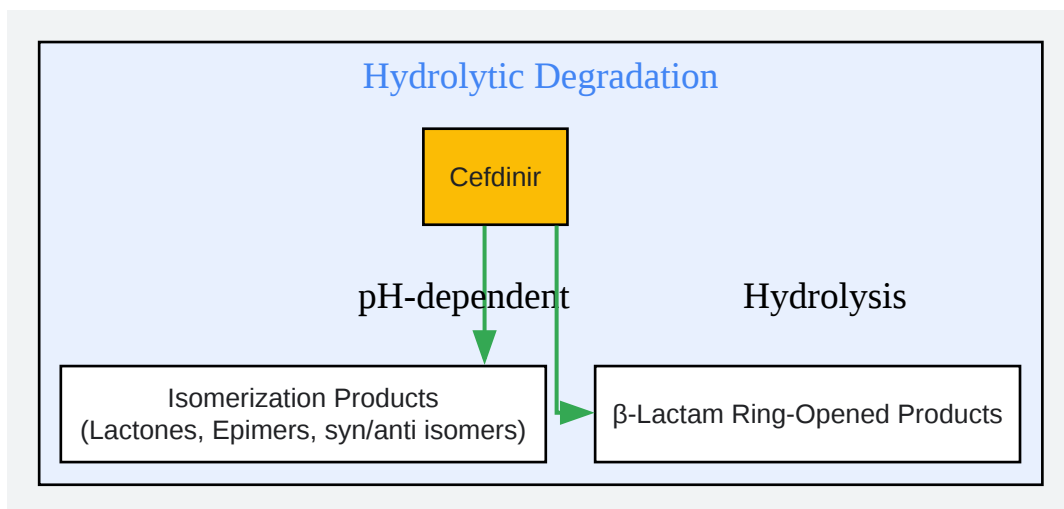 Hydrolytic Degradation
Cefdinir
pH-dependent
Hydrolysis
Isomerization Products
(Lactones, Epimers, syn/anti isomers)
β-Lactam Ring-Opened Products